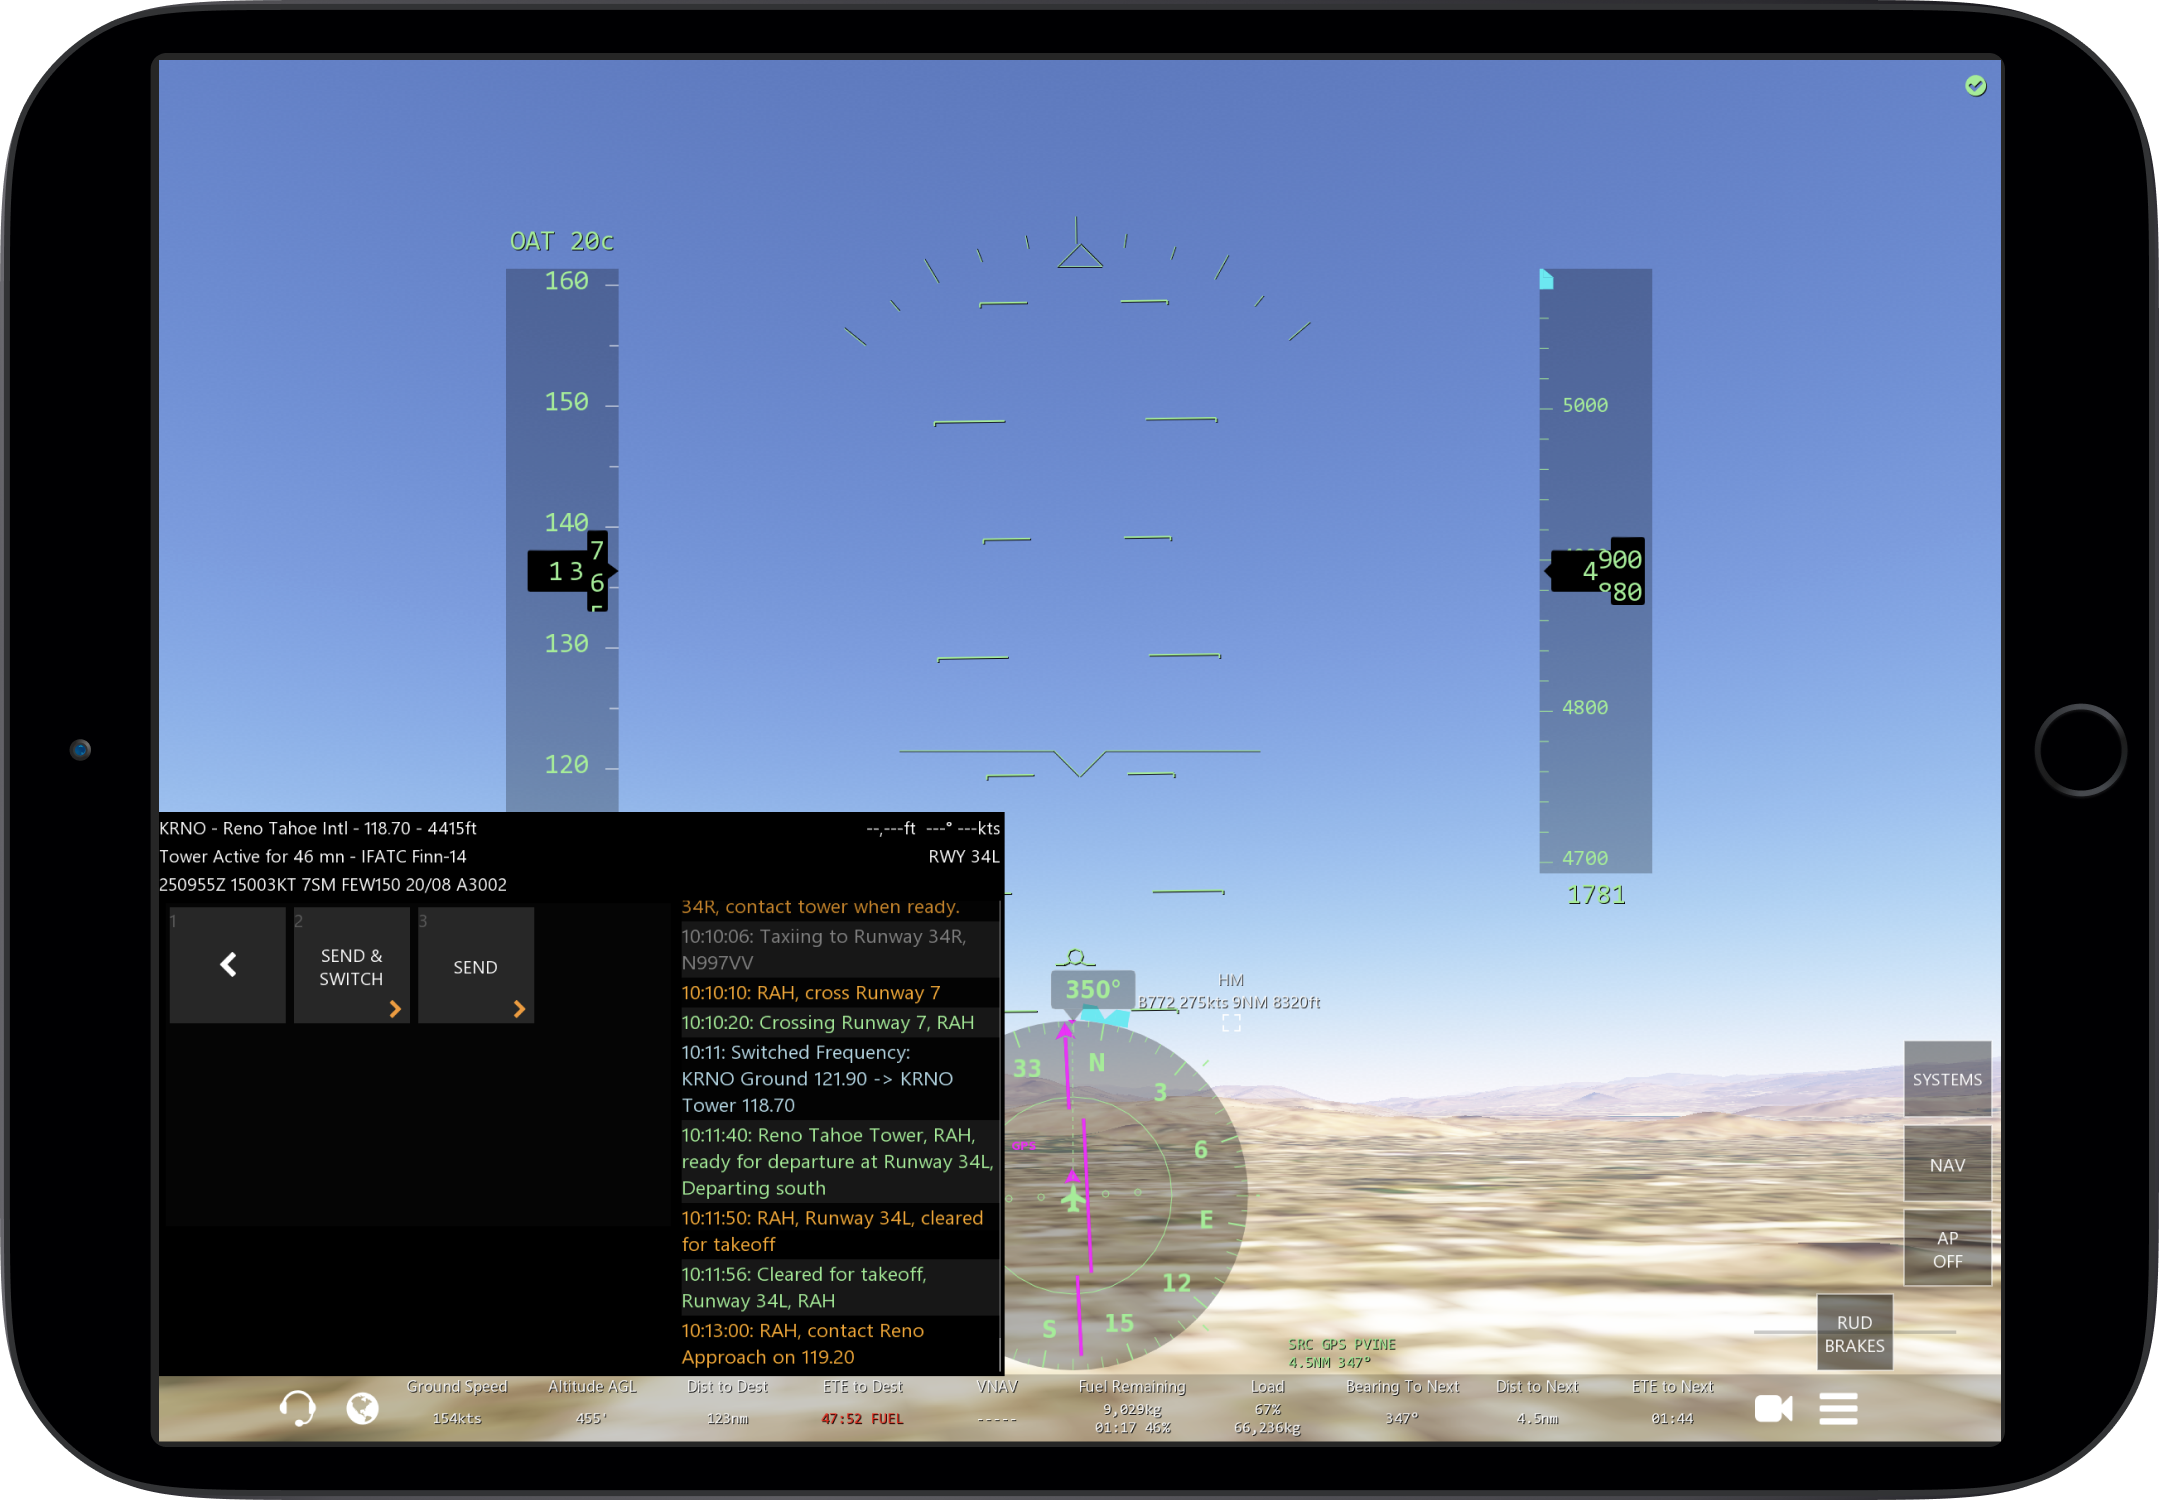 OAT 20c
160
150
140
7
13
6
130
120
5000
900
4
880
4800
4700
1781
KRNO - Reno Tahoe Intl - 118.70 - 4415ft
--,---ft ---° ---kts
Tower Active for 46 mn - IFATC Finn-14
RWY 34L
250955Z 15003KT 7SM FEW150 20/08 A3002
1
2
3
SEND &
SWITCH
SEND
34R, contact tower when ready.
10:10:06: Taxiing to Runway 34R,
N997VV
10:10:10: RAH, cross Runway 7
10:10:20: Crossing Runway 7, RAH
10:11: Switched Frequency:
KRNO Ground 121.90 -> KRNO
Tower 118.70
10:11:40: Reno Tahoe Tower, RAH,
ready for departure at Runway 34L,
Departing south
10:11:50: RAH, Runway 34L, cleared
for takeoff
10:11:56: Cleared for takeoff,
Runway 34L, RAH
10:13:00: RAH, contact Reno
Approach on 119.20
HM
B772 275kts 9NM 8320ft
350°
33
N
3
6
E
12
15
S
GPS
SRC GPS PVINE
4.5NM 347°
SYSTEMS
NAV
AP
OFF
RUD
BRAKES
Ground Speed
154kts
Altitude AGL
455'
Dist to Dest
123nm
ETE to Dest
47:52 FUEL
VNAV
-----
Fuel Remaining
9,029kg
01:17 46%
Load
67%
66,236kg
Bearing To Next
347°
Dist to Next
4.5nm
ETE to Next
01:44